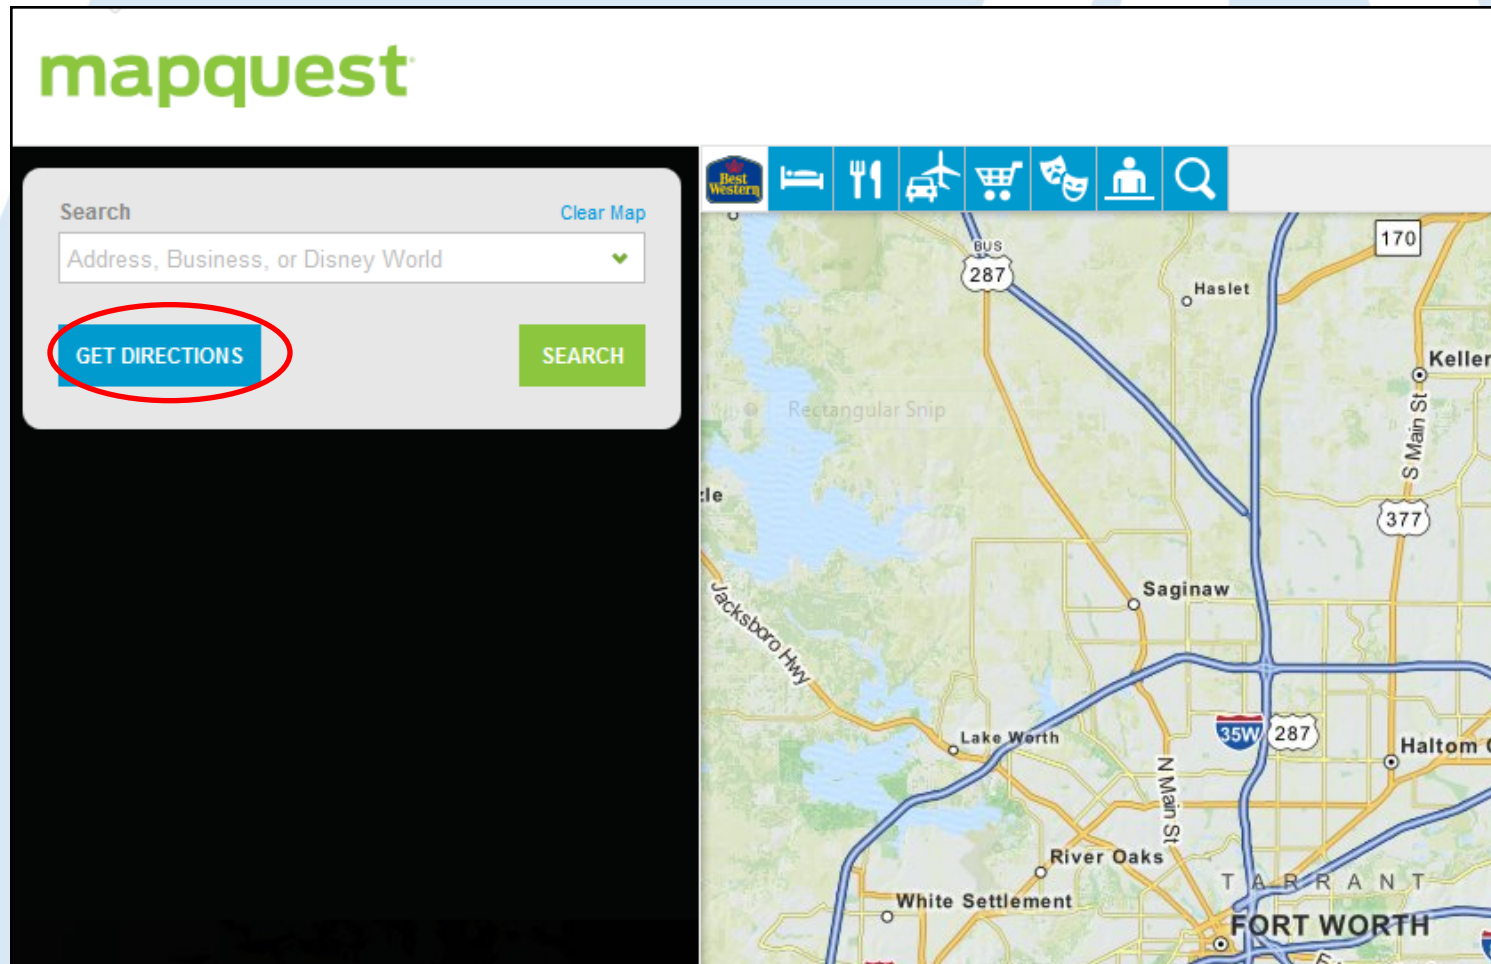 mapquest
Search
Clear Map
Address, Business, or Disney World
GET DIRECTIONS
SEARCH
Best
Western
BUS
287
170
Haslet
Keller
Rectangular Snip
S Main St
zle
377
Saginaw
Jacksboro Hwy
Lake Worth
35W
287
Haltom C
N Main St
River Oaks
TARRANT
White Settlement
FORT WORTH